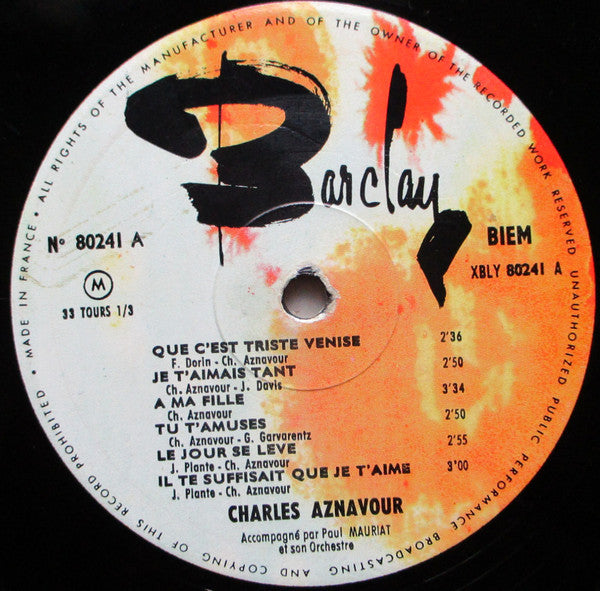 MADE IN FRANCE • ALL RIGHTS OF THE MANUFACTURER AND OF THE OWNER OF THE RECORDED WORK RESERVED UNAUTHORIZED PUBLIC PERFORMANCE BROADCASTING AND COPYING OF THIS RECORD PROHIBITED •
Barclay
N° 80241 A
BIEM
XBLY 80241 A
M
33 TOURS 1/3
QUE C'EST TRISTE VENISE 2'36
F. Dorin - Ch. Aznavour
JE T'AIMAIS TANT 2'50
Ch. Aznavour - J. Davis
A MA FILLE 3'34
Ch. Aznavour
TU T'AMUSES 2'50
Ch. Aznavour - G. Garvarentz
LE JOUR SE LEVE 2'55
J. Plante - Ch. Aznavour
IL TE SUFFISAIT QUE JE T'AIME 3'00
J. Plante - Ch. Aznavour
CHARLES AZNAVOUR
Accompagné par Paul MAURIAT
et son Orchestre